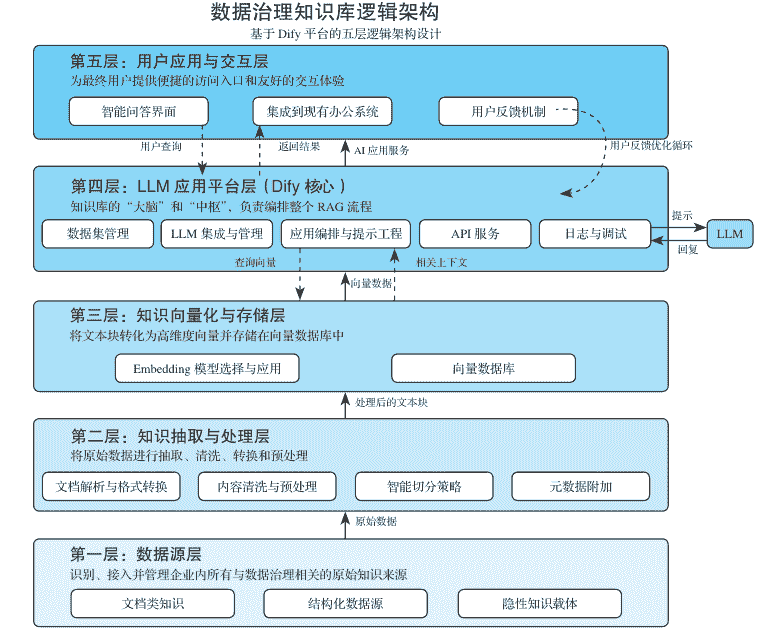 数据治理知识库逻辑架构
基于 Dify 平台的五层逻辑架构设计
第五层：用户应用与交互层
为最终用户提供便捷的访问入口和友好的交互体验
智能问答界面
集成到现有办公系统
用户反馈机制
用户查询
返回结果
AI 应用服务
用户反馈优化循环
第四层：LLM 应用平台层（Dify 核心）
知识库的“大脑”和“中枢”，负责编排整个 RAG 流程
数据集管理
LLM 集成与管理
应用编排与提示工程
API 服务
日志与调试
提示
LLM
回复
查询向量
向量数据
相关上下文
第三层：知识向量化与存储层
将文本块转化为高维度向量并存储在向量数据库中
Embedding 模型选择与应用
向量数据库
处理后的文本块
第二层：知识抽取与处理层
将原始数据进行抽取、清洗、转换和预处理
文档解析与格式转换
内容清洗与预处理
智能切分策略
元数据附加
原始数据
第一层：数据源层
识别、接入并管理企业内所有与数据治理相关的原始知识来源
文档类知识
结构化数据源
隐性知识载体